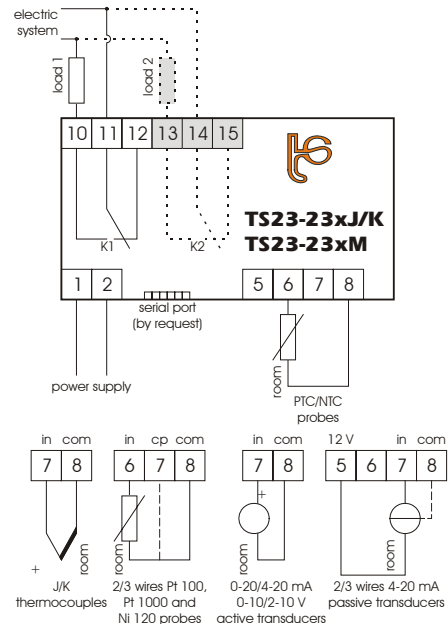 electric
system
load 1
load 2
10 11 12 13 14 15
ts
TS23-23xJ/K
TS23-23xM
K1
K2
1 2
5 6 7 8
serial port
(by request)
room
power supply
PTC/NTC
probes
in com
in cp com
in com
12 V in com
7 8
6 7 8
7 8
5 6 7 8
+
+
room
room
room
room
J/K
thermocouples
2/3 wires Pt 100,
Pt 1000 and
Ni 120 probes
0-20/4-20 mA
0-10/2-10 V
active transducers
2/3 wires 4-20 mA
passive transducers